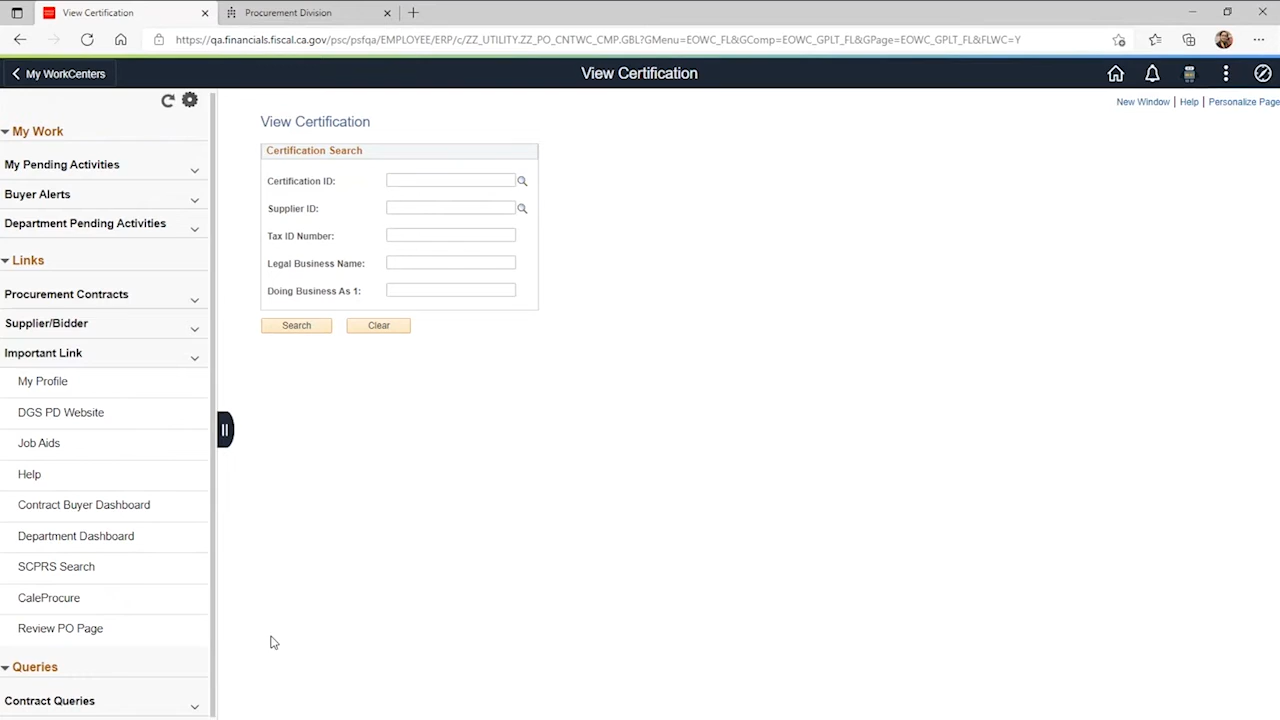 View Certification
Procurement Division
https://qa.financials.fiscal.ca.gov/psc/psfqa/EMPLOYEE/ERP/c/ZZ_UTILITY.ZZ_PO_CNTWC_CMP.GBL?GMenu=EOWC_FL&GComp=EOWC_GPLT_FL&GPage=EOWC_GPLT_FL&FLWC=Y
My WorkCenters
View Certification
New Window | Help | Personalize Page
My Work
My Pending Activities
Buyer Alerts
Department Pending Activities
Links
Procurement Contracts
Supplier/Bidder
Important Link
My Profile
DGS PD Website
Job Aids
Help
Contract Buyer Dashboard
Department Dashboard
SCPRS Search
CaleProcure
Review PO Page
Queries
Contract Queries
View Certification
Certification Search
Certification ID:
Supplier ID:
Tax ID Number:
Legal Business Name:
Doing Business As 1:
Search Clear